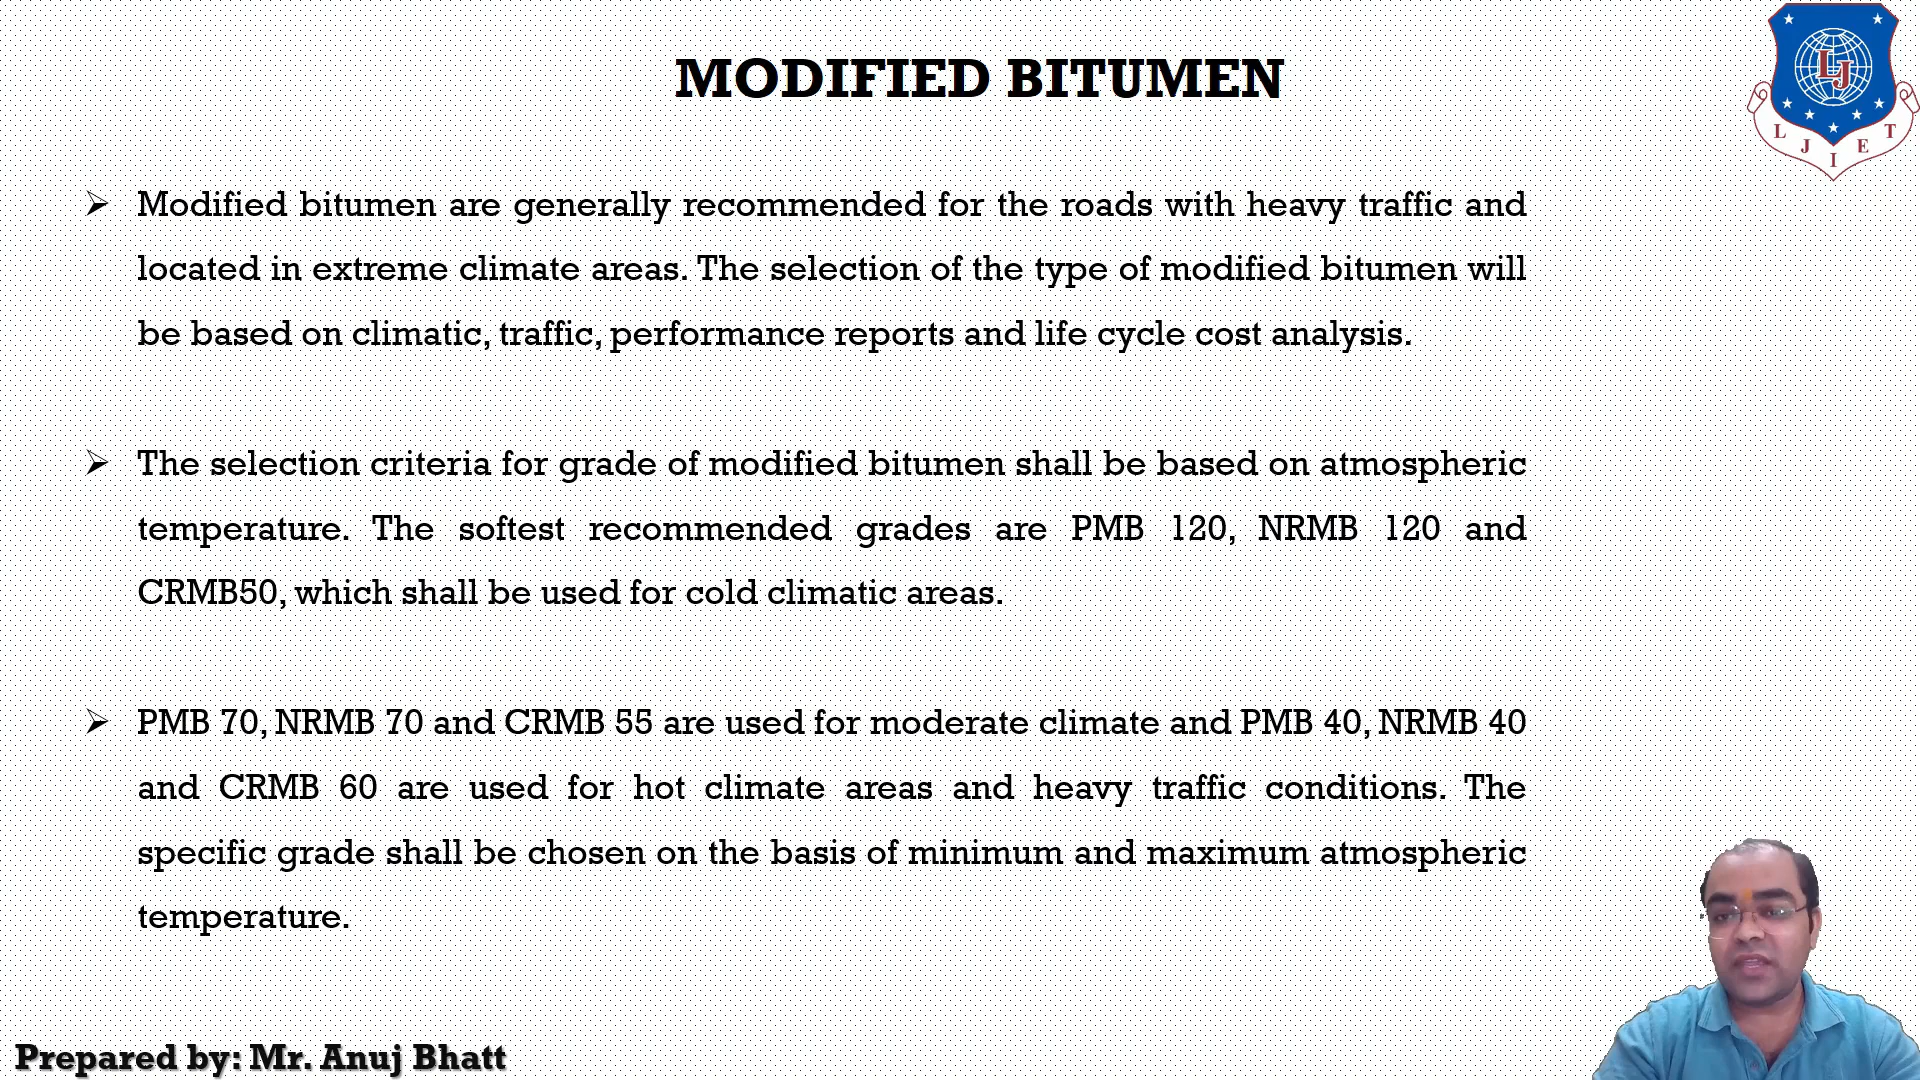 MODIFIED BITUMEN
LJ
L J I E T
➢ Modified bitumen are generally recommended for the roads with heavy traffic and
located in extreme climate areas. The selection of the type of modified bitumen will
be based on climatic, traffic, performance reports and life cycle cost analysis.
➢ The selection criteria for grade of modified bitumen shall be based on atmospheric
temperature. The softest recommended grades are PMB 120, NRMB 120 and
CRMB50, which shall be used for cold climatic areas.
➢ PMB 70, NRMB 70 and CRMB 55 are used for moderate climate and PMB 40, NRMB 40
and CRMB 60 are used for hot climate areas and heavy traffic conditions. The
specific grade shall be chosen on the basis of minimum and maximum atmospheric
temperature.
Prepared by: Mr. Anuj Bhatt